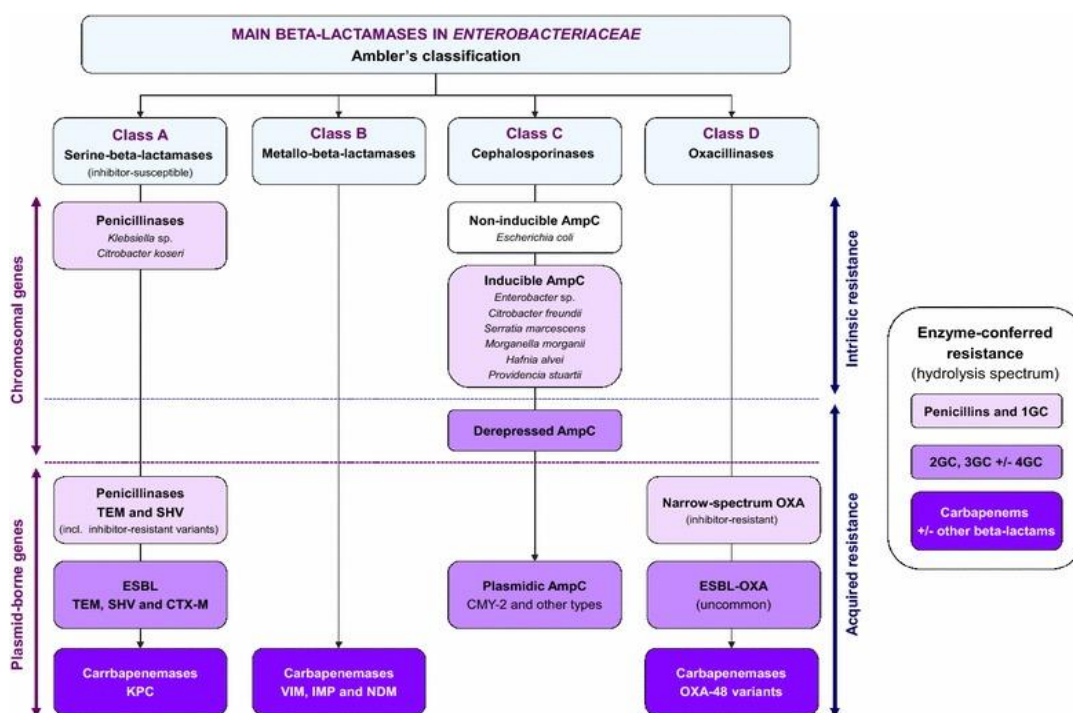 MAIN BETA-LACTAMASES IN ENTEROBACTERIACEAE
Ambler's classification
Class A
Serine-beta-lactamases
(inhibitor-susceptible)
Class B
Metallo-beta-lactamases
Class C
Cephalosporinases
Class D
Oxacillinases
Chromosomal genes
Penicillinases
Klebsiella sp.
Citrobacter koseri
Non-inducible AmpC
Escherichia coli
Inducible AmpC
Enterobacter sp.
Citrobacter freundii
Serratia marcescens
Morganella morganii
Hafnia alvei
Providencia stuartii
Intrinsic resistance
Derepressed AmpC
Plasmid-borne genes
Penicillinases
TEM and SHV
(incl. inhibitor-resistant variants)
Narrow-spectrum OXA
(inhibitor-resistant)
Acquired resistance
ESBL
TEM, SHV and CTX-M
Plasmidic AmpC
CMY-2 and other types
ESBL-OXA
(uncommon)
Carrbapenemases
KPC
Carbapenemases
VIM, IMP and NDM
Carbapenemases
OXA-48 variants
Enzyme-conferred
resistance
(hydrolysis spectrum)
Penicillins and 1GC
2GC, 3GC +/- 4GC
Carbapenems
+/- other beta-lactams